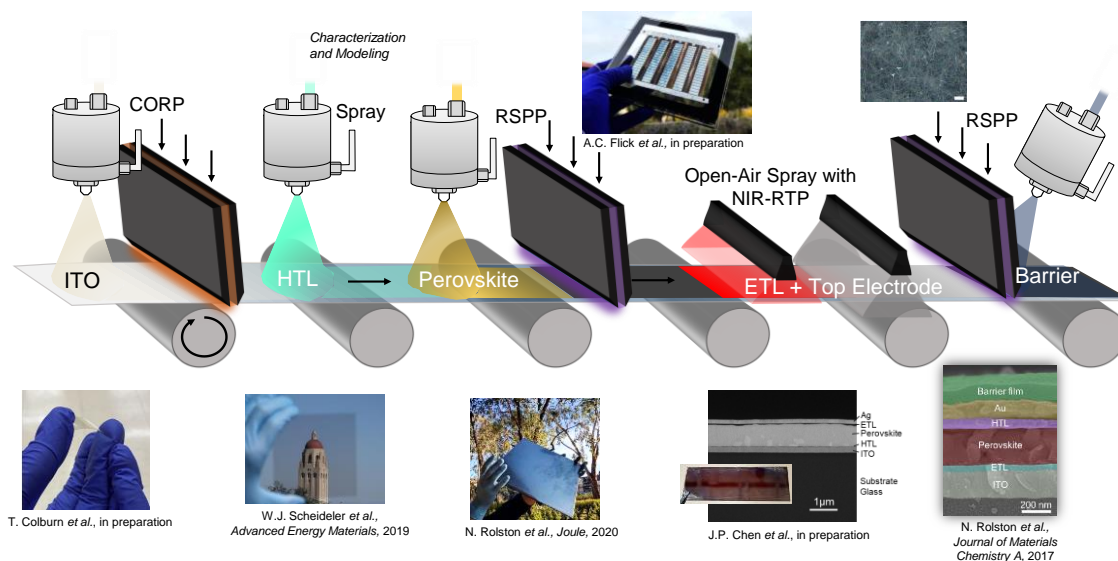 Characterization
and Modeling
CORP
Spray
RSPP
A.C. Flick et al., in preparation
RSPP
Open-Air Spray with
NIR-RTP
ITO
HTL
Perovskite
ETL + Top Electrode
Barrier
T. Colburn et al., in preparation
W.J. Scheideler et al.,
Advanced Energy Materials, 2019
N. Rolston et al., Joule, 2020
Ag
ETL
Perovskite
HTL
ITO
Substrate
Glass
1µm
J.P. Chen et al., in preparation
Barrier film
Au
HTL
Perovskite
ETL
ITO
200 nm
N. Rolston et al.,
Journal of Materials
Chemistry A, 2017